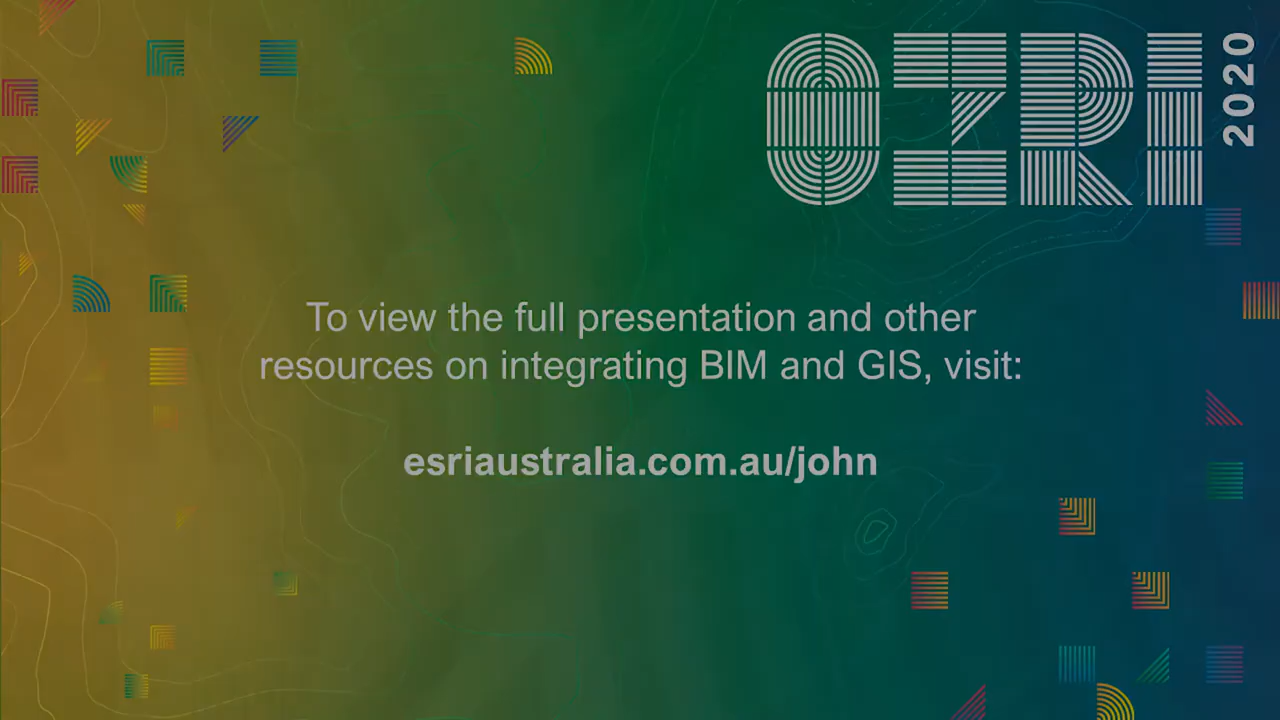 OZRI 2020
To view the full presentation and other
resources on integrating BIM and GIS, visit:
esriaustralia.com.au/john